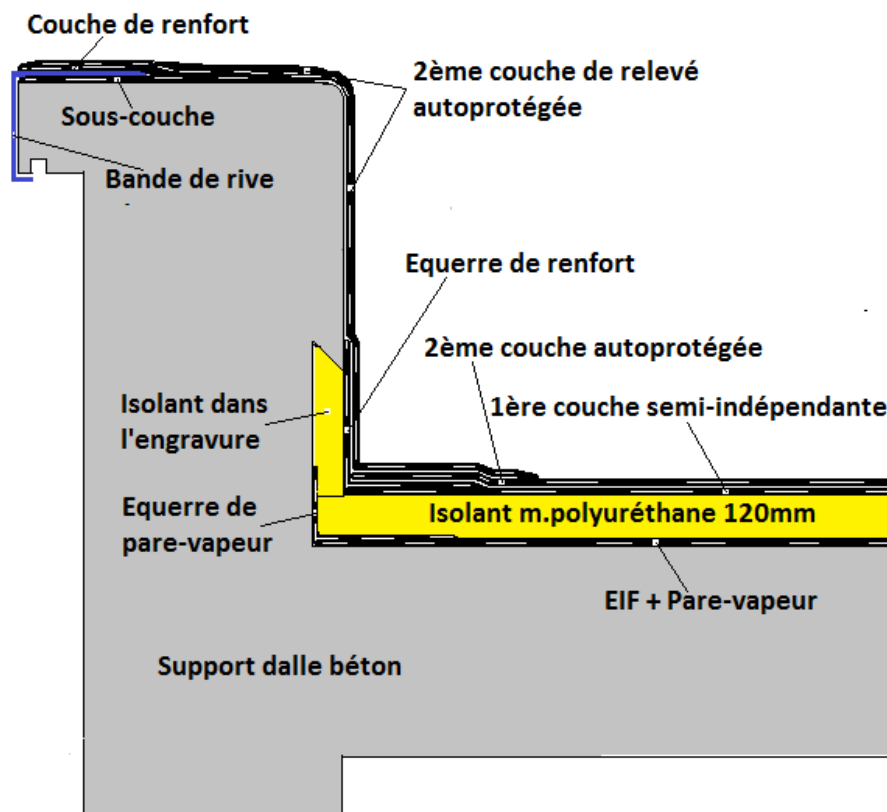 Couche de renfort
2ème couche de relevé
autoprotégée
Sous-couche
Bande de rive
Equerre de renfort
2ème couche autoprotégée
Isolant dans
l'engravure
1ère couche semi-indépendante
Equerre de
pare-vapeur
Isolant m.polyuréthane 120mm
EIF + Pare-vapeur
Support dalle béton